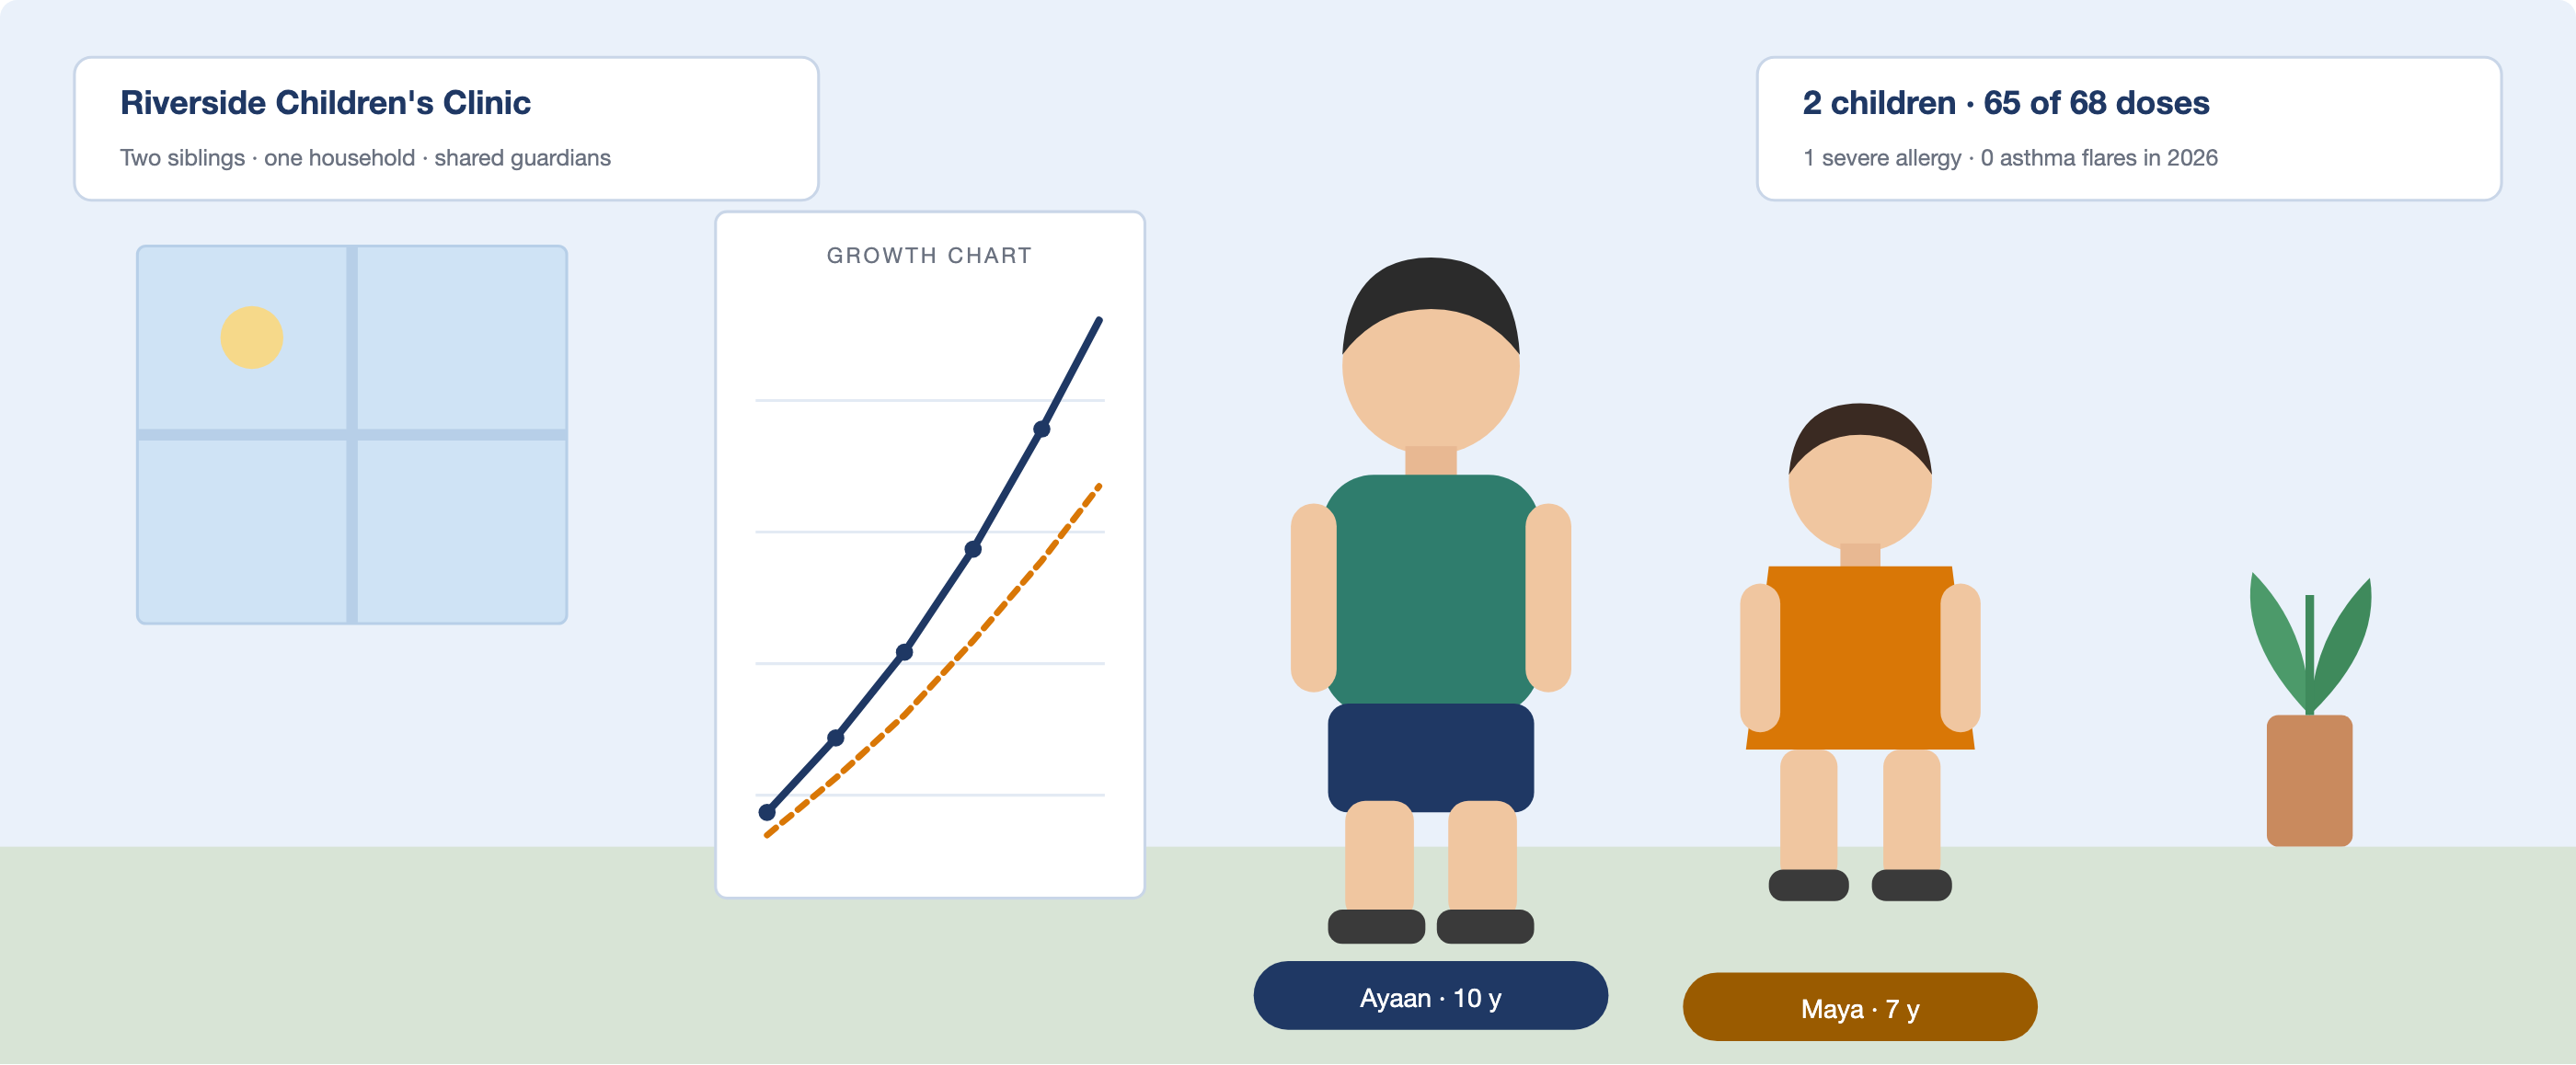 Riverside Children's Clinic
Two siblings · one household · shared guardians
2 children · 65 of 68 doses
1 severe allergy · 0 asthma flares in 2026
GROWTH CHART
Ayaan · 10 y
Maya · 7 y